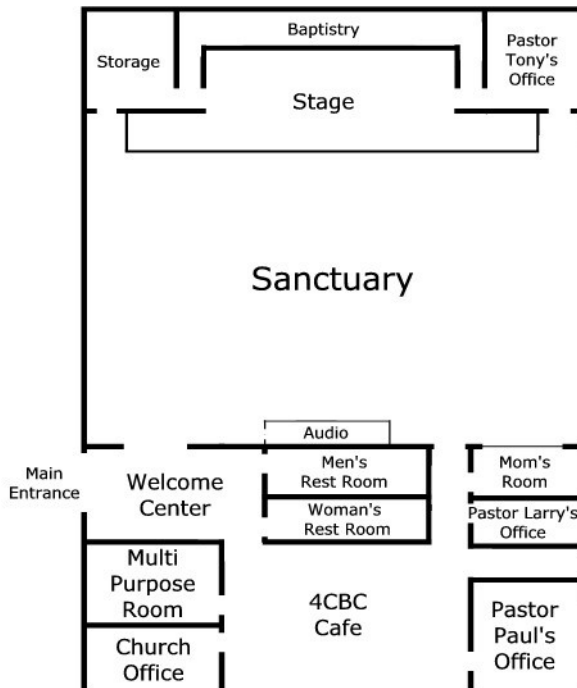 Baptistry
Storage
Pastor
Tony's
Office
Stage
Sanctuary
Audio
Main
Entrance
Welcome
Center
Men's
Rest Room
Mom's
Room
Woman's
Rest Room
Pastor Larry's
Office
Multi
Purpose
Room
4CBC
Cafe
Pastor
Paul's
Office
Church
Office